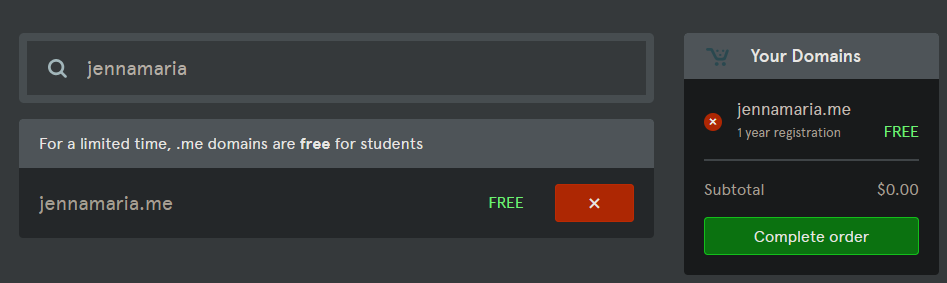 jennamaria
For a limited time, .me domains are free for students
jennamaria.me FREE ×
Your Domains
× jennamaria.me
1 year registration FREE
Subtotal $0.00
Complete order